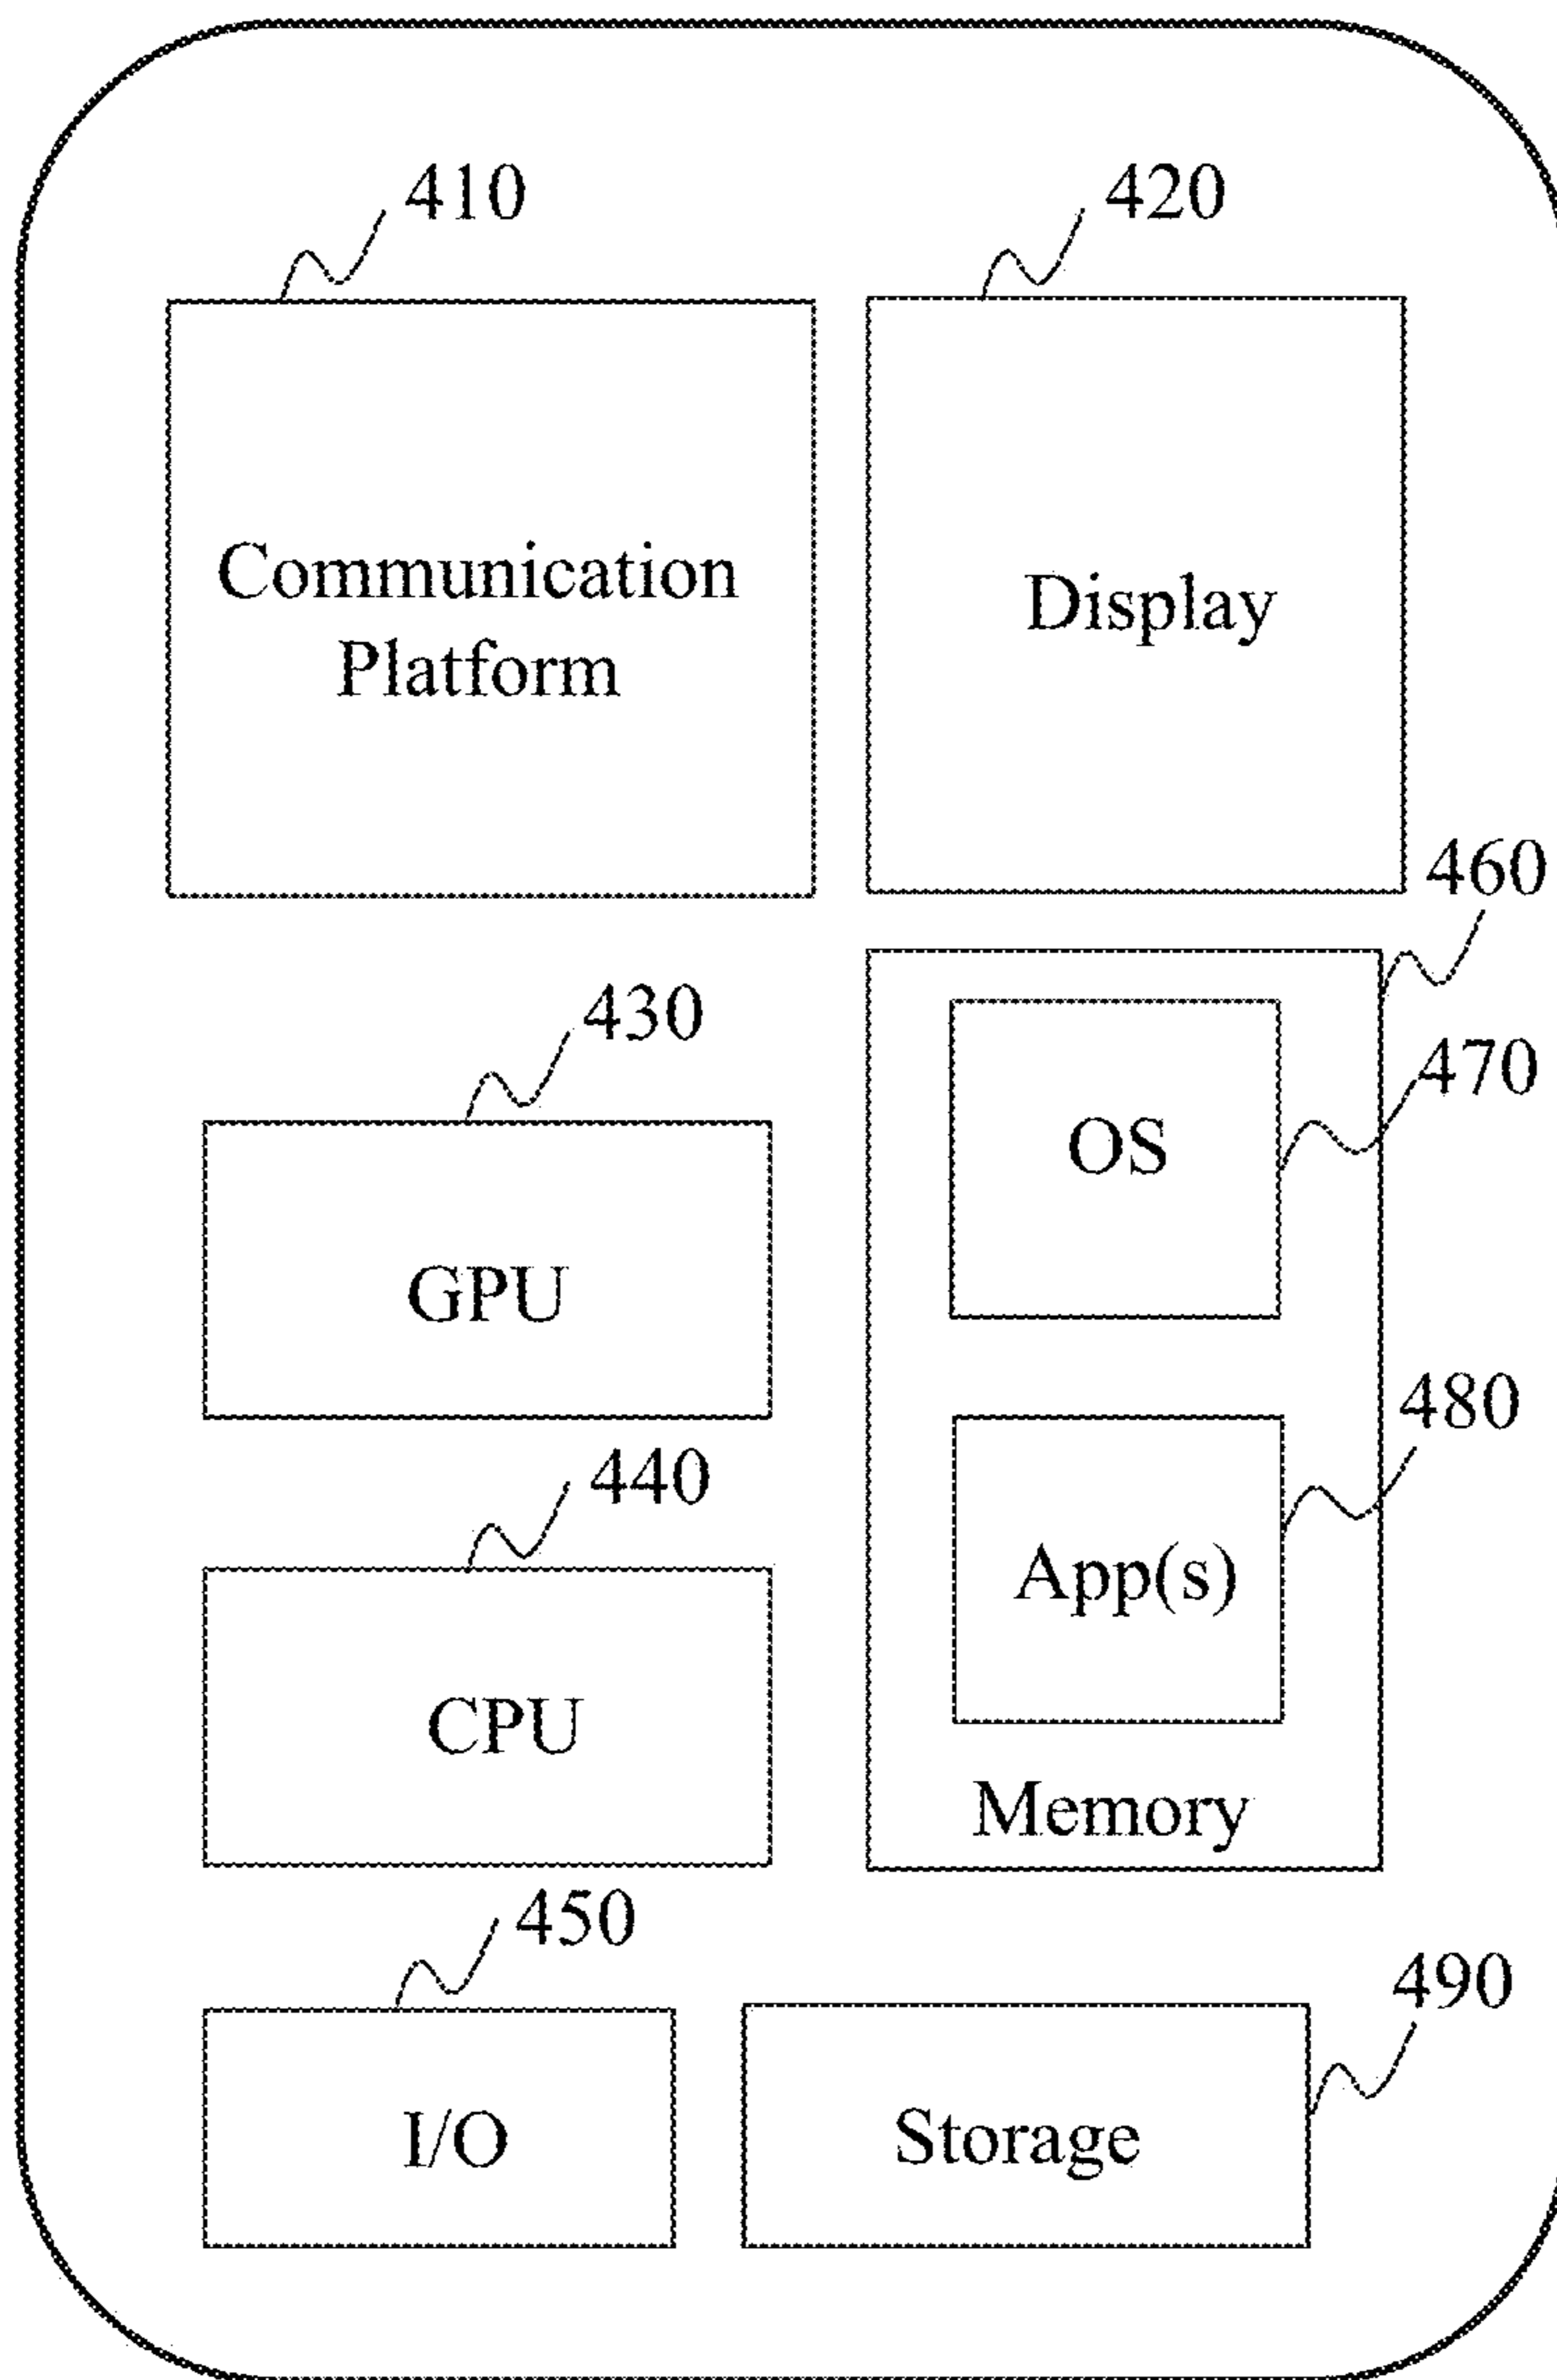 410
420
Communication
Platform
Display
460
430
470
OS
GPU
480
440
App(s)
CPU
Memory
450
490
I/O
Storage